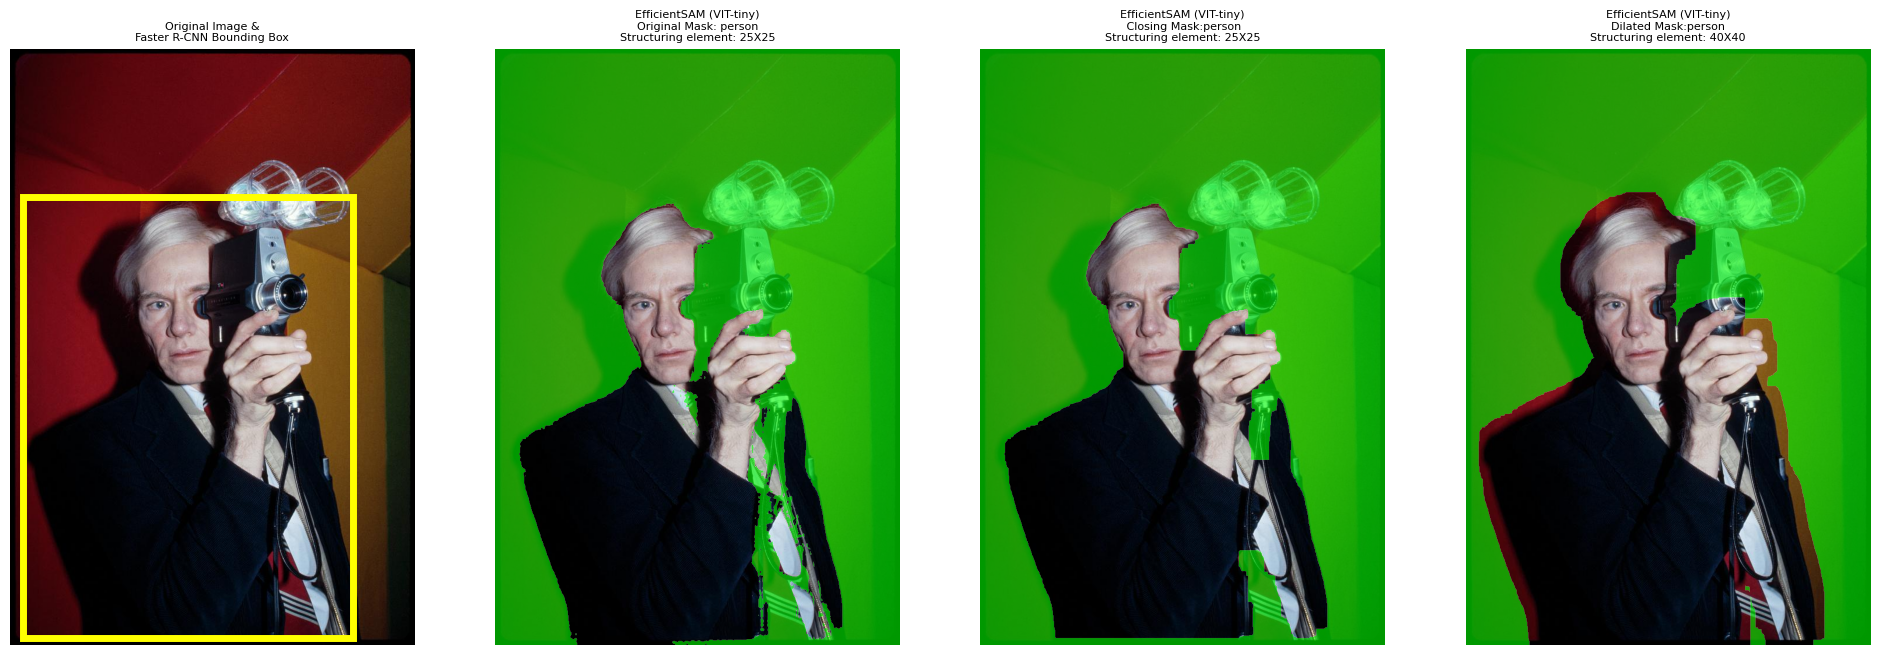 Original Image &
Faster R-CNN Bounding Box
EfficientSAM (VIT-tiny)
Original Mask: person
Structuring element: 25X25
EfficientSAM (VIT-tiny)
Closing Mask:person
Structuring element: 25X25
EfficientSAM (VIT-tiny)
Dilated Mask:person
Structuring element: 40X40